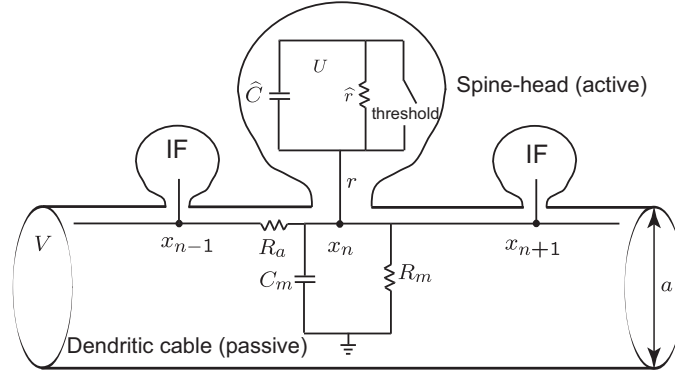 U
Ĉ
r̂
threshold
Spine-head (active)
IF
IF
r
V
x_{n−1}
R_a
x_n
x_{n+1}
C_m
R_m
a
Dendritic cable (passive)